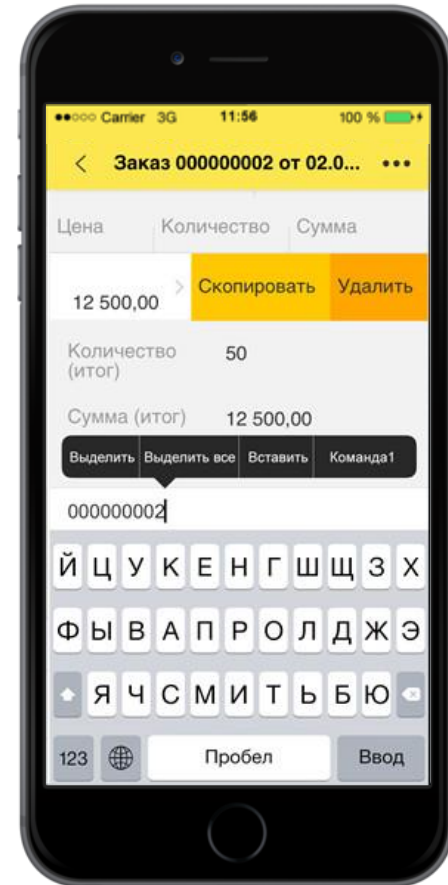 Carrier 3G 11:56 100 %
Заказ 000000002 от 02.0... •••
Цена Количество Сумма
12 500,00 Скопировать Удалить
Количество 50
(итог)
Сумма (итог) 12 500,00
Выделить Выделить все Вставить Команда1
000000002
Й Ц У К Е Н Г Ш Щ З Х
Ф Ы В А П Р О Л Д Ж Э
Я Ч С М И Т Ь Б Ю
123 Пробел Ввод